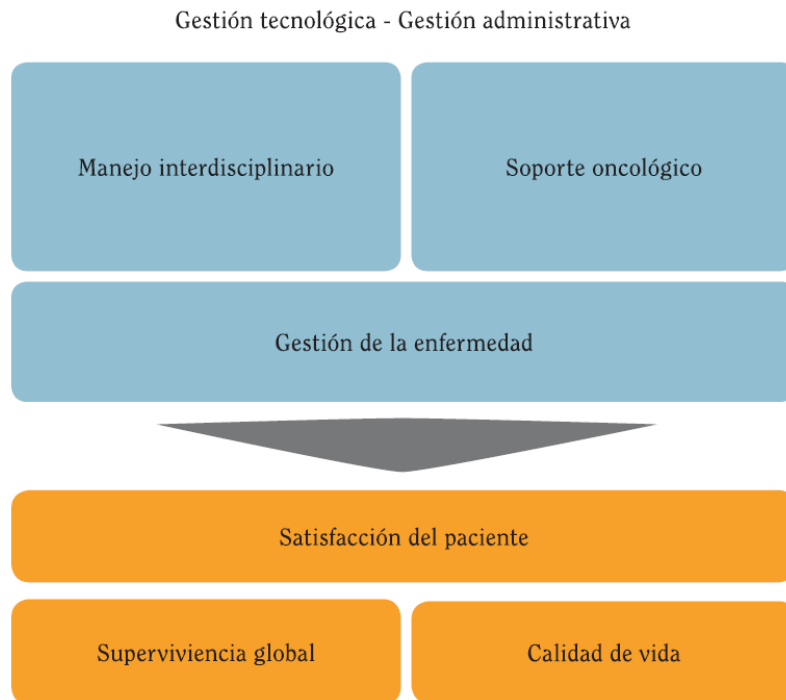 Gestión tecnológica - Gestión administrativa
Manejo interdisciplinario
Soporte oncológico
Gestión de la enfermedad
Satisfacción del paciente
Superviviencia global
Calidad de vida